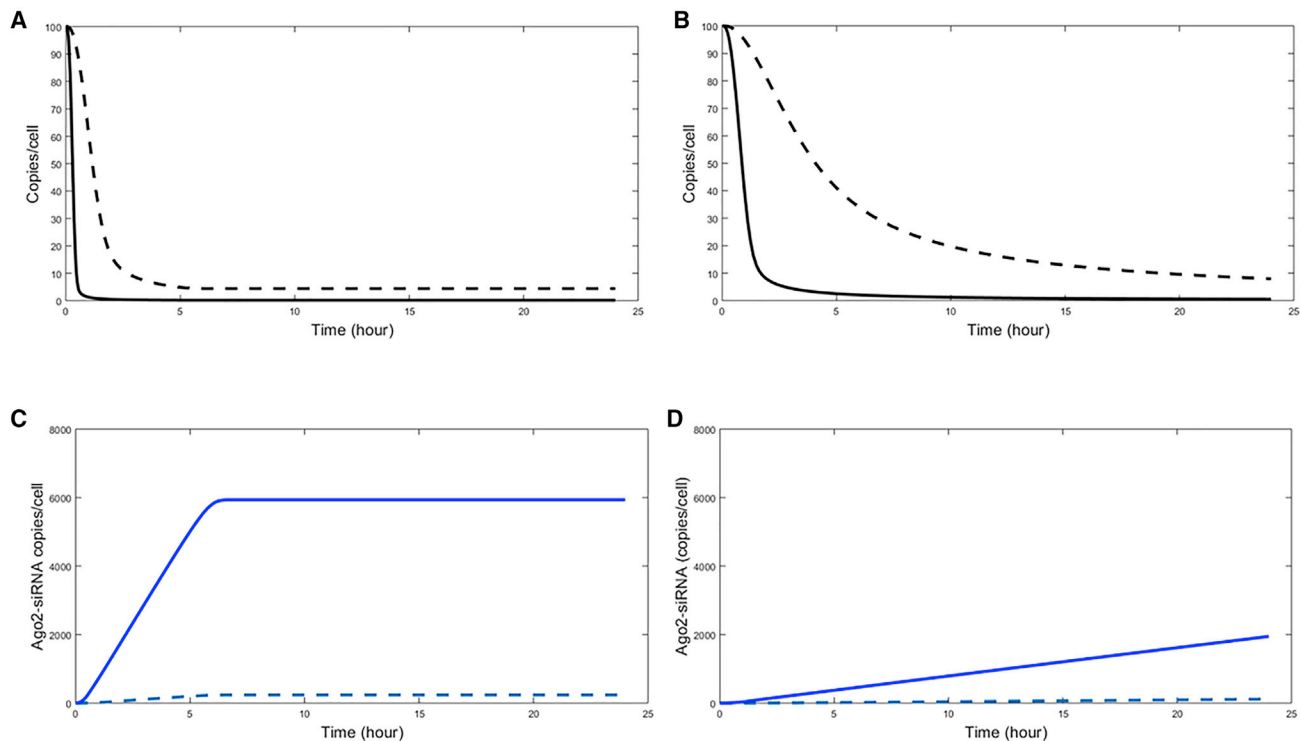 A
100
90
80
70
60
50
40
30
20
10
0
Copies/cell
0 5 10 15 20 25
Time (hour)
B
100
90
80
70
60
50
40
30
20
10
0
Copies/cell
0 5 10 15 20 25
Time (hour)
C
8000
6000
4000
2000
0
Ago2-siRNA copies/cell
0 5 10 15 20 25
Time (hour)
D
8000
6000
4000
2000
0
Ago2-siRNA (copies/cell)
0 5 10 15 20 25
Time (hour)